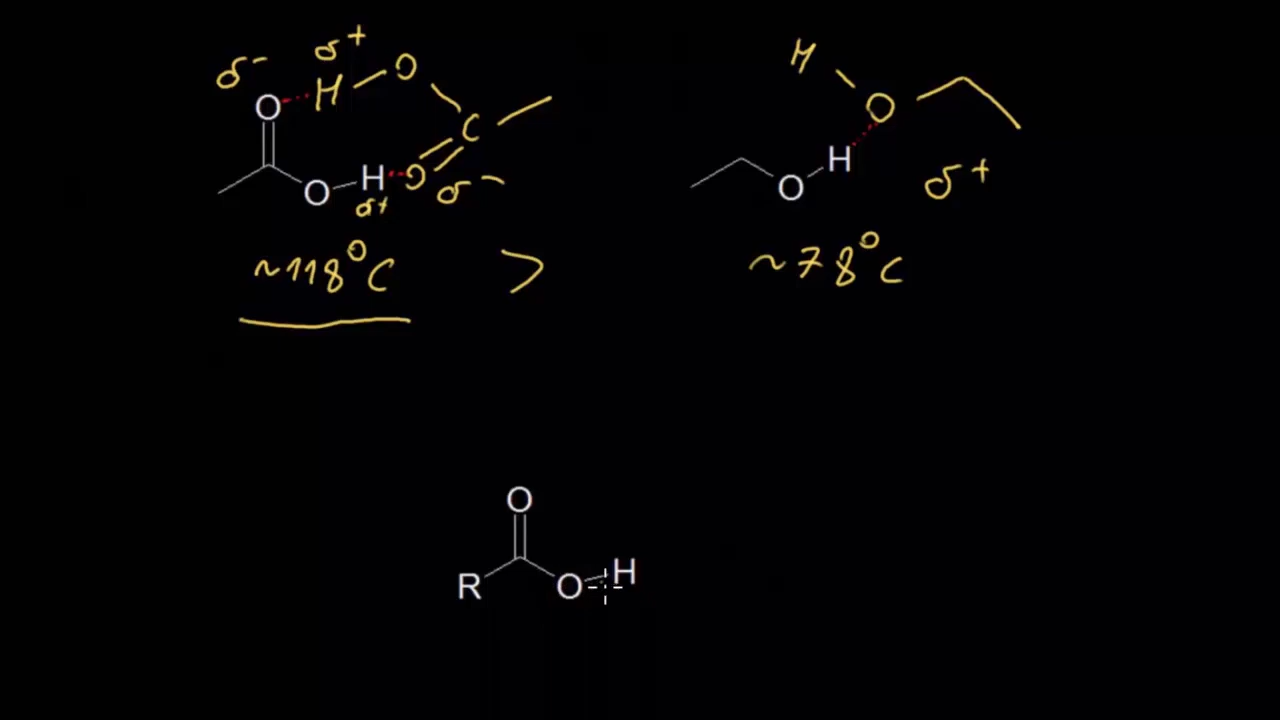 δ⁻ δ⁺ H O H
O C O
O H O δ⁻ H
δ⁺ O δ⁺
~118°C > ~78°C
O
R O H